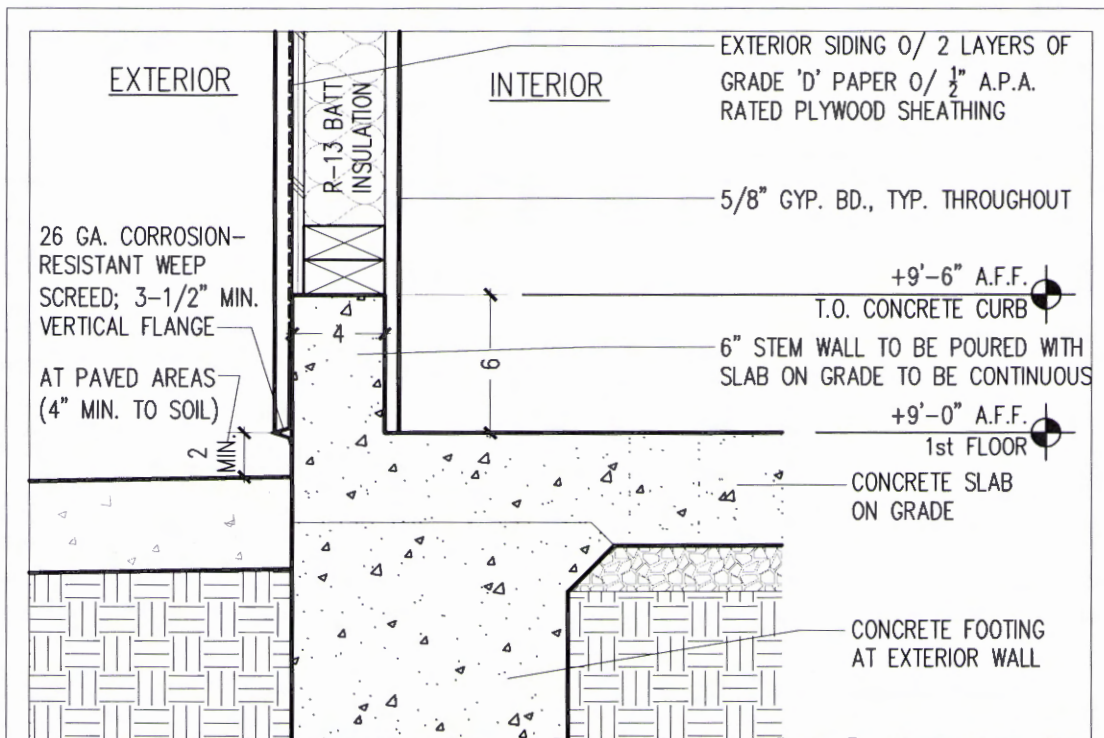 EXTERIOR
INTERIOR
R-13 BATT
INSULATION
EXTERIOR SIDING O/ 2 LAYERS OF
GRADE 'D' PAPER O/ ½" A.P.A.
RATED PLYWOOD SHEATHING
5/8" GYP. BD., TYP. THROUGHOUT
26 GA. CORROSION-
RESISTANT WEEP
SCREED; 3-1/2" MIN.
VERTICAL FLANGE
AT PAVED AREAS
(4" MIN. TO SOIL)
2
MIN.
4
6
+9'-6" A.F.F.
T.O. CONCRETE CURB
6" STEM WALL TO BE POURED WITH
SLAB ON GRADE TO BE CONTINUOUS
+9'-0" A.F.F.
1st FLOOR
CONCRETE SLAB
ON GRADE
CONCRETE FOOTING
AT EXTERIOR WALL